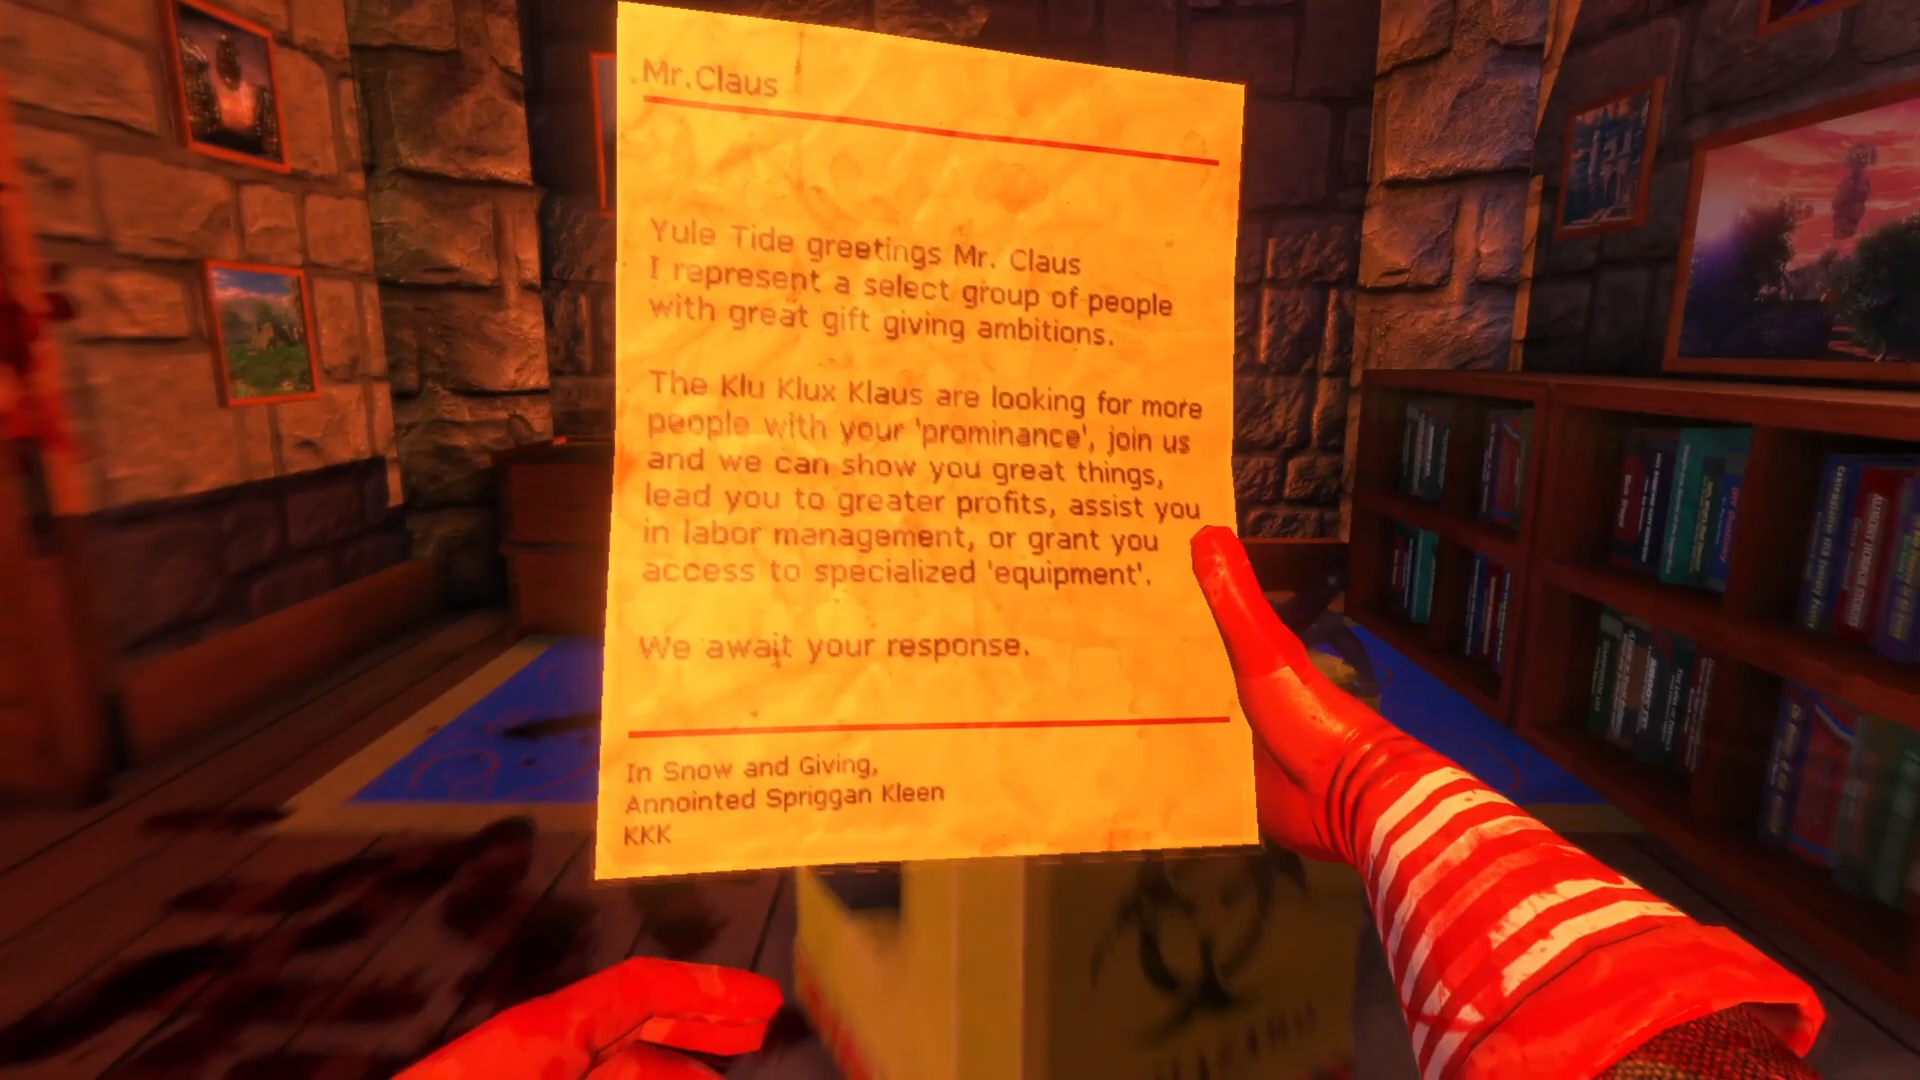 Mr.Claus
Yule Tide greetings Mr. Claus
I represent a select group of people
with great gift giving ambitions.
The Klu Klux Klaus are looking for more
people with your 'prominance', join us
and we can show you great things,
lead you to greater profits, assist you
in labor management, or grant you
access to specialized 'equipment'.
We await your response.
In Snow and Giving,
Annointed Spriggan Kleen
KKK